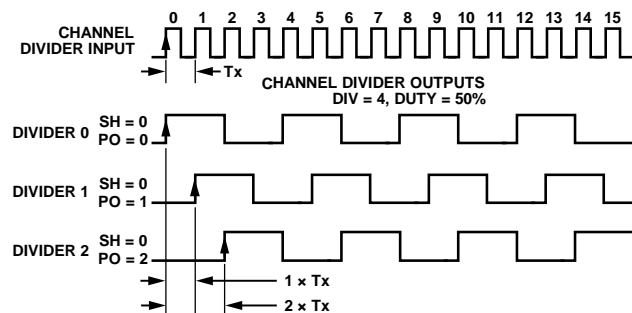 0 1 2 3 4 5 6 7 8 9 10 11 12 13 14 15
CHANNEL
DIVIDER INPUT
Tx
CHANNEL DIVIDER OUTPUTS
DIV = 4, DUTY = 50%
DIVIDER 0
SH = 0
PO = 0
DIVIDER 1
SH = 0
PO = 1
DIVIDER 2
SH = 0
PO = 2
1 × Tx
2 × Tx